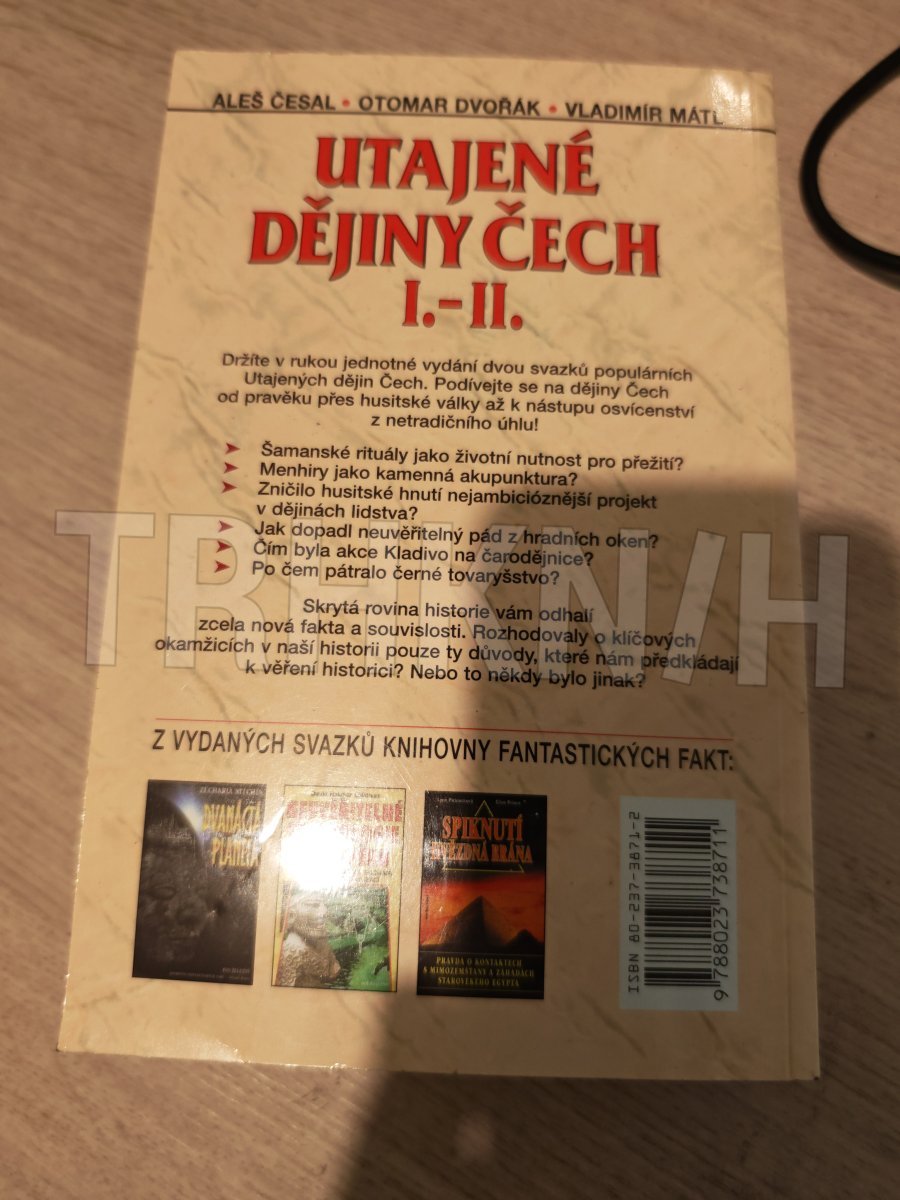 ALEŠ ČESAL • OTOMAR DVOŘÁK • VLADIMÍR MÁTL
UTAJENÉ
DĚJINY ČECH
I.–II.
Držíte v rukou jednotné vydání dvou svazků populárních
Utajených dějin Čech. Podívejte se na dějiny Čech
od pravěku přes husitské války až k nástupu osvícenství
z netradičního úhlu!
➤ Šamanské rituály jako životní nutnost pro přežití?
➤ Menhiry jako kamenná akupunktura?
➤ Zničilo husitské hnutí nejambicióznější projekt
v dějinách lidstva?
➤ Jak dopadl neuvěřitelný pád z hradních oken?
➤ Čím byla akce Kladivo na čarodějnice?
➤ Po čem pátralo černé tovaryšstvo?
Skrytá rovina historie vám odhalí
zcela nová fakta a souvislosti. Rozhodovaly o klíčových
okamžicích v naší historii pouze ty důvody, které nám předkládají
k věření historici? Nebo to někdy bylo jinak?
TRHKNIH
Z VYDANÝCH SVAZKŮ KNIHOVNY FANTASTICKÝCH FAKT:
ZECHARIA SITCHIN
DVANÁCTÁ
PLANETA
NEUVĚŘITELNÉ
SPIKNUTÍ
HVĚZDNÁ BRÁNA
PRAVDA O KONTAKTECH
S MIMOZEMŠŤANY A ZÁHADÁCH
STAROVĚKÉHO EGYPTA
ISBN 80-237-3871-2
9 788023 738711